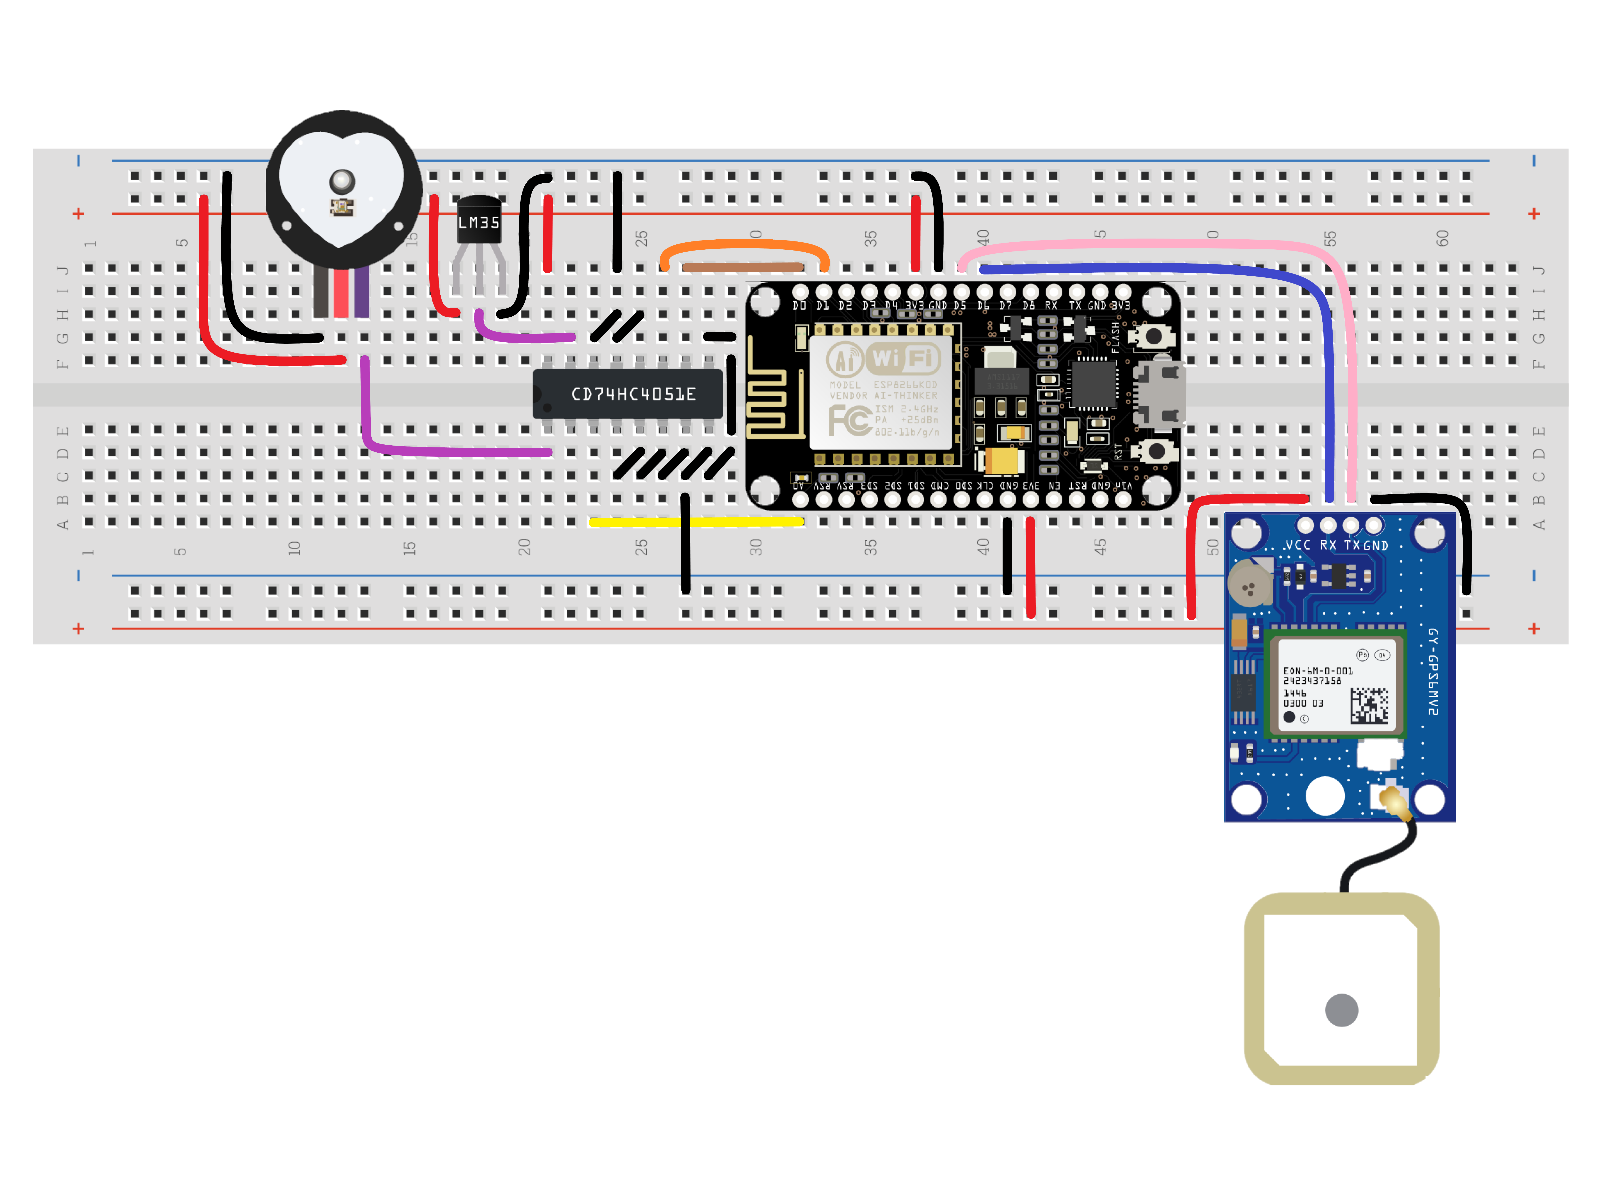 1 5 15 25 0 35 40 5 0 55 60
J
I
H
G
F
LM35
D0 D1 D2 D3 D4 3V3 GND D5 D6 D7 D8 RX TX GND 3V3
FLASH
Ai WiFi
MODEL ESP8266MOD
VENDOR AI-THINKER
FC
ISM 2.4GHz
PA +25dBm
802.11b/g/n
CD74HC4051E
RST
A0 RSV RSV SD3 SD2 SD1 CMD SD0 CLK GND 3V3 EN RST GND Vin
E
D
C
B
A
1 5 10 15 20 25 30 35 40 45 50
VCC RX TX GND
GY-GPS6MV2
EON-6M-0-001
2423437158
1446
0300 03